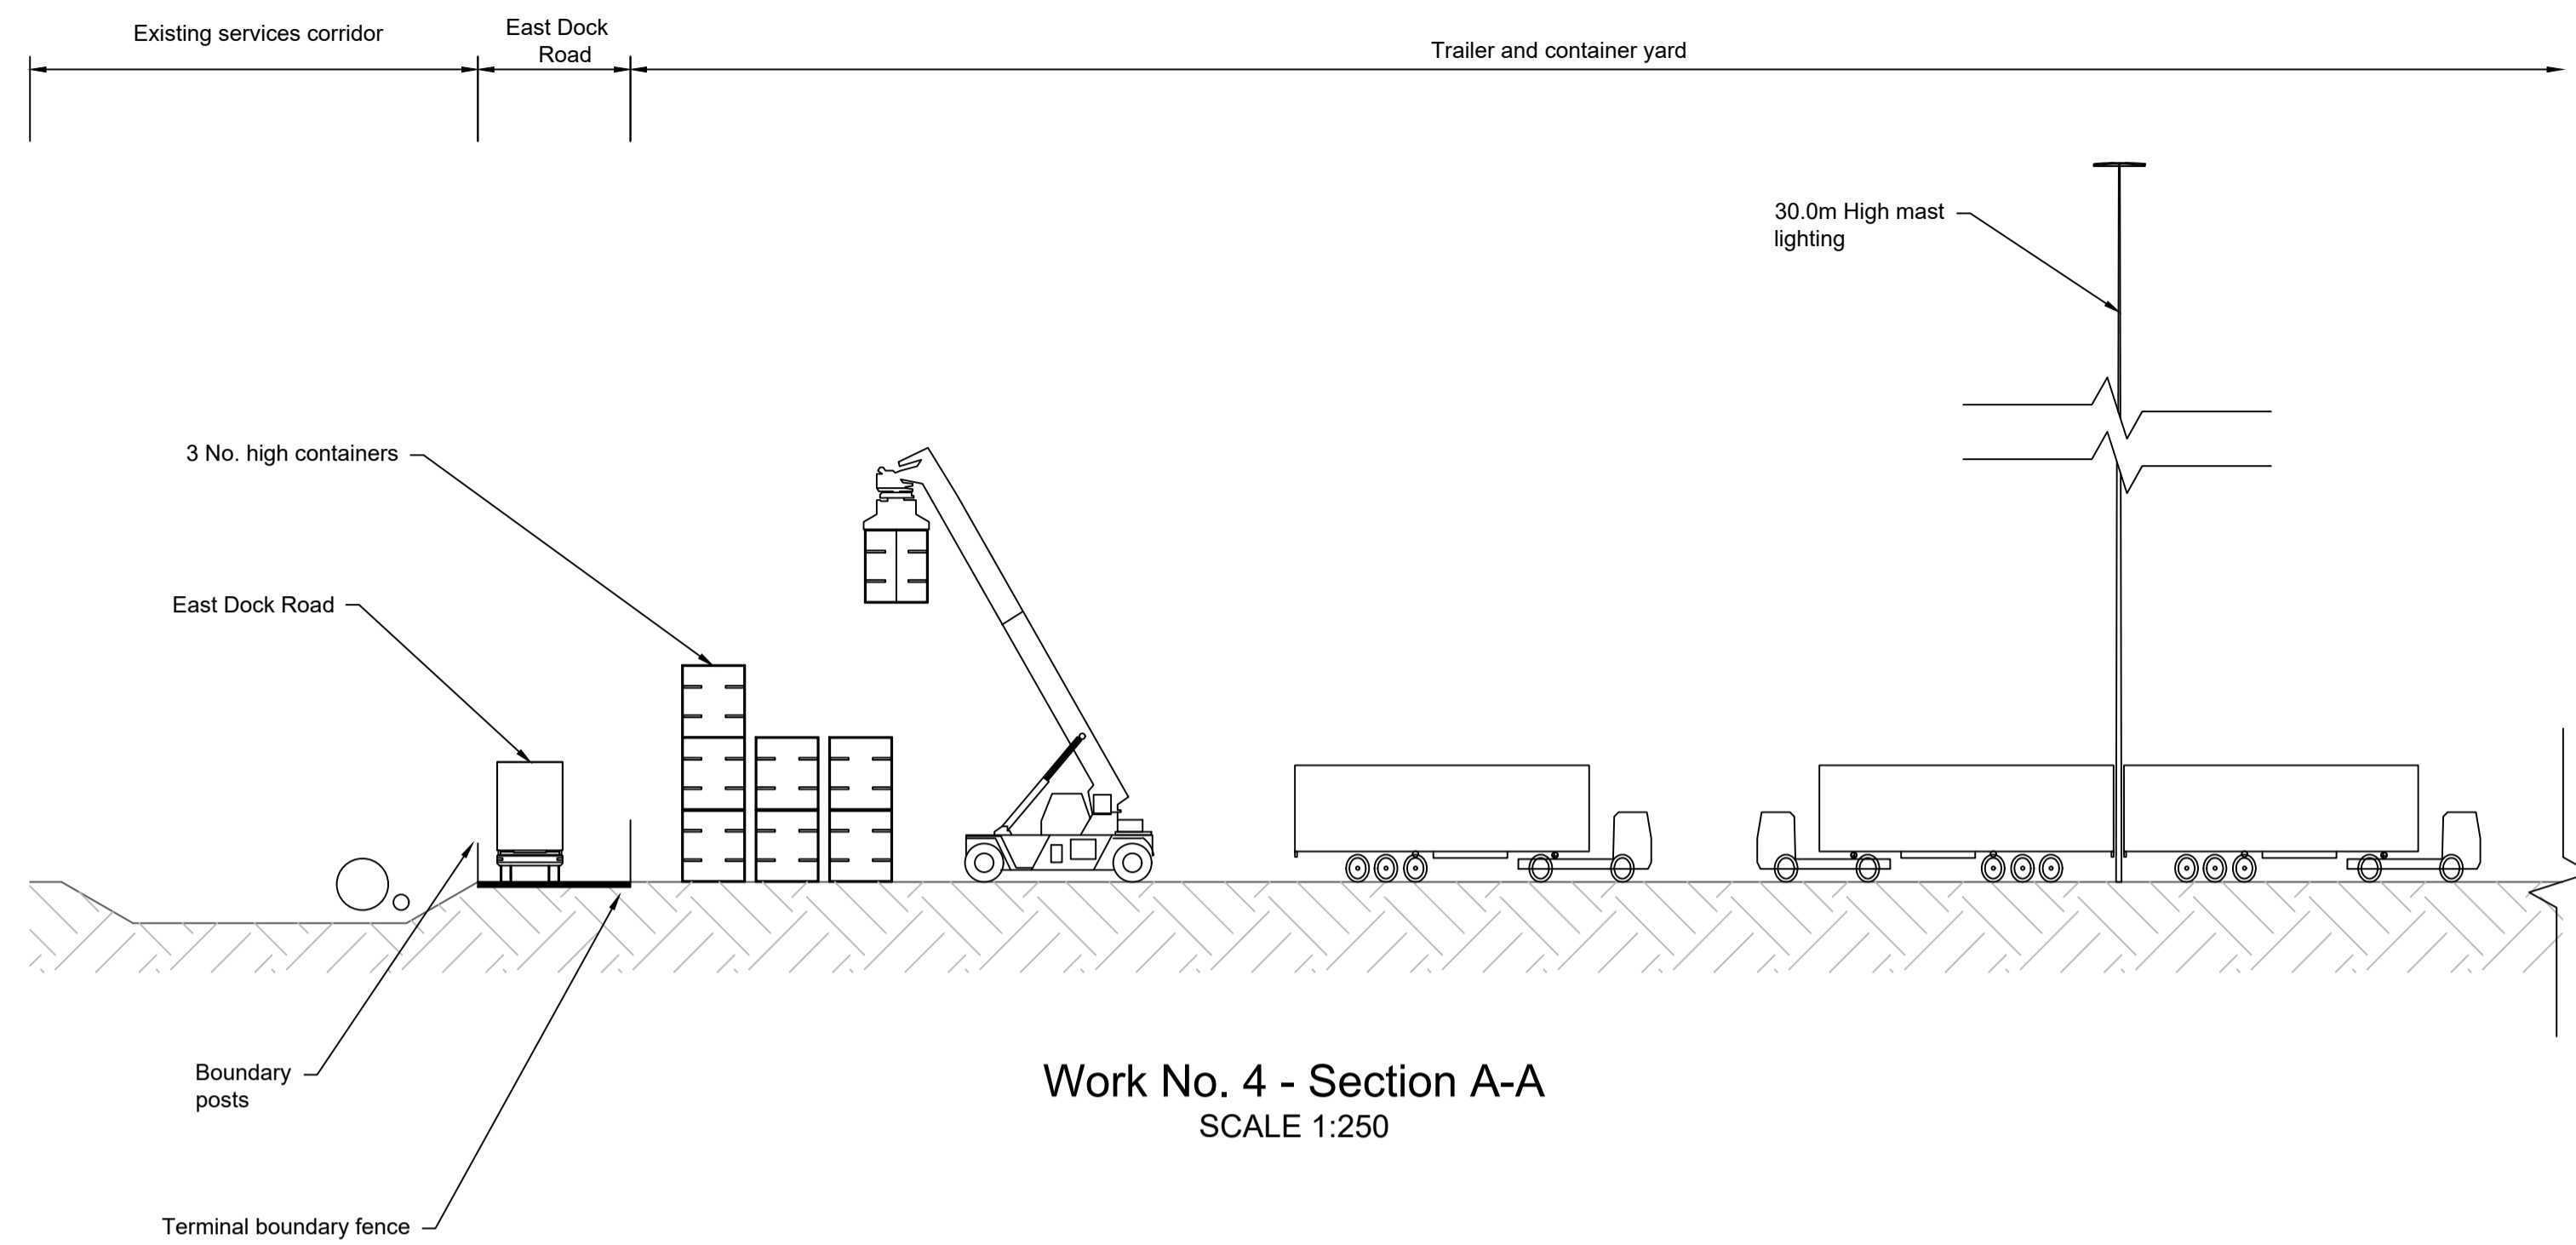 Existing services corridor
East Dock
Road
Trailer and container yard
30.0m High mast
lighting
3 No. high containers
East Dock Road
Boundary
posts
Terminal boundary fence
Work No. 4 - Section A-A
SCALE 1:250